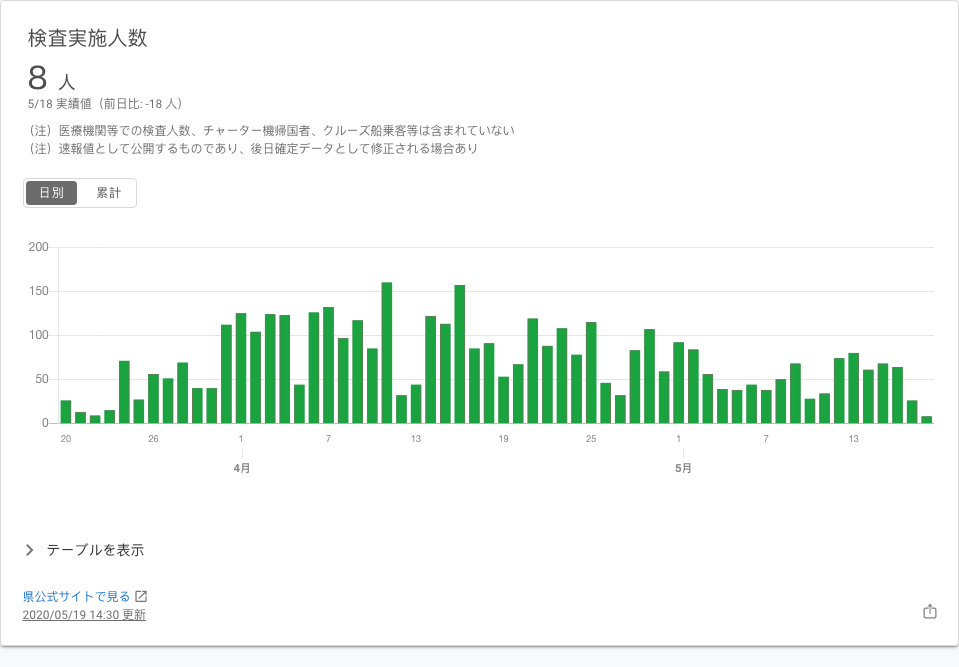 検査実施人数
8 人
5/18 実績値（前日比: -18 人）
（注）医療機関等での検査人数、チャーター機帰国者、クルーズ船乗客等は含まれていない
（注）速報値として公開するものであり、後日確定データとして修正される場合あり
日別 累計
200
150
100
50
0
20 26 1 7 13 19 25 1 7 13
4月 5月
テーブルを表示
県公式サイトで見る
2020/05/19 14:30 更新